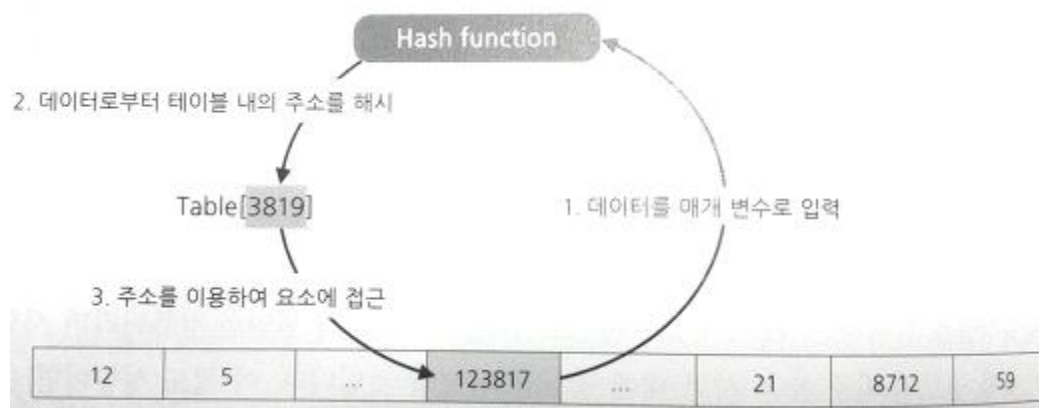 Hash function
2. 데이터로부터 테이블 내의 주소를 해시
Table[3819]
1. 데이터를 매개 변수로 입력
3. 주소를 이용하여 요소에 접근
12 5 ... 123817 ... 21 8712 59